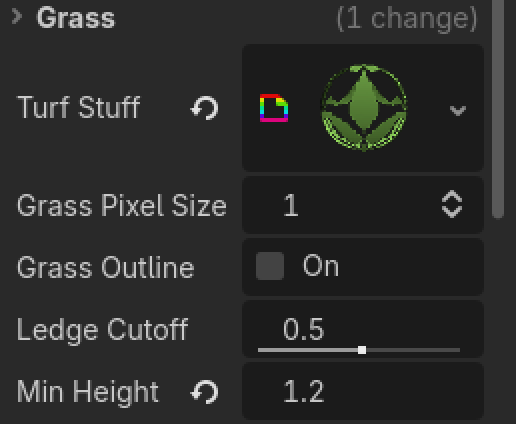 Grass (1 change)
Turf Stuff
Grass Pixel Size 1
Grass Outline On
Ledge Cutoff 0.5
Min Height 1.2